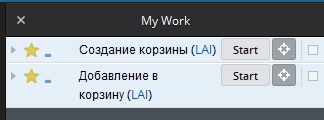 My Work
Создание корзины (LAI) Start
Добавление в Start
корзину (LAI)